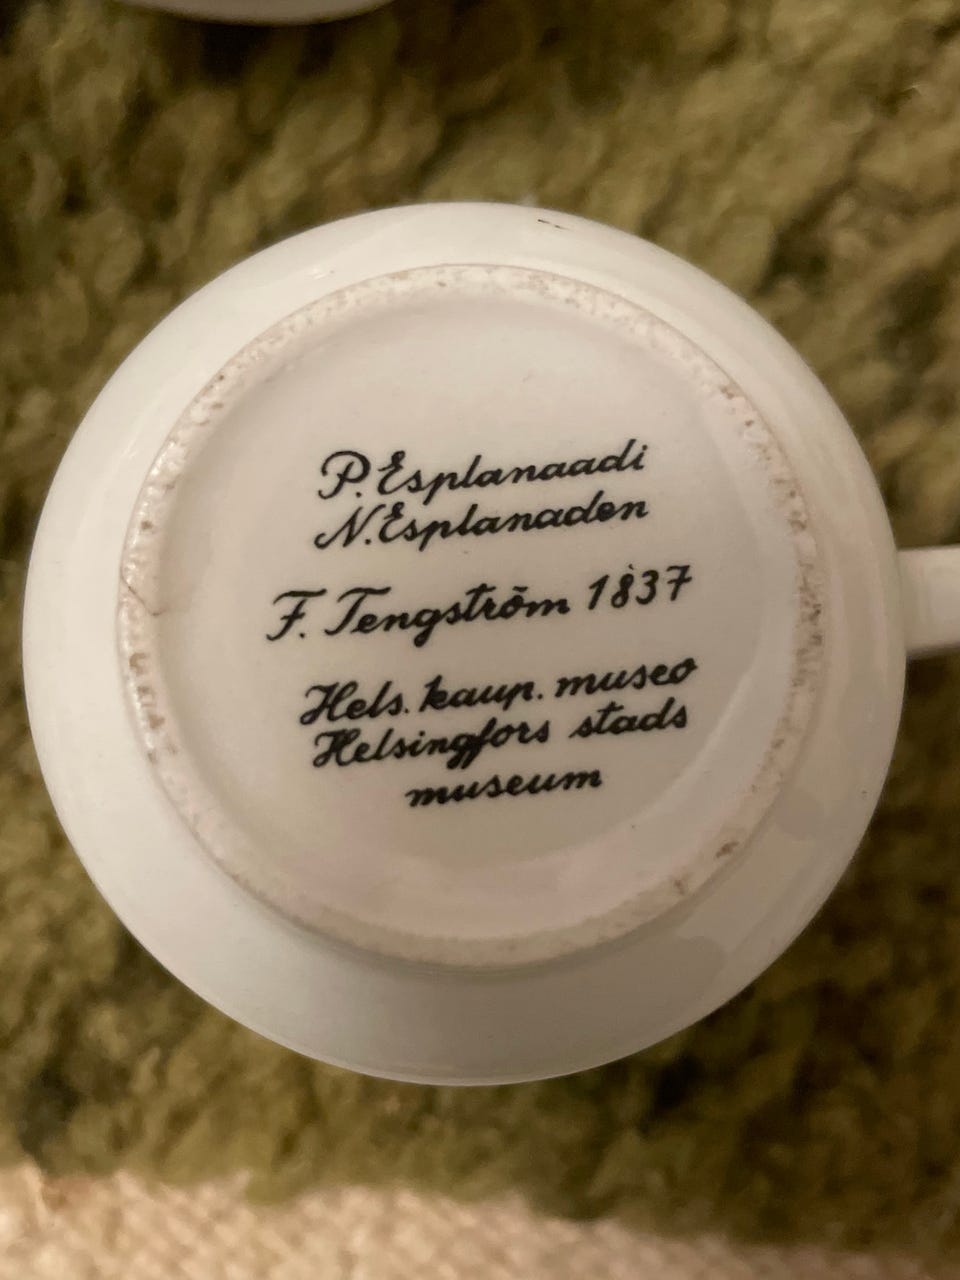 P. Esplanaadi
N. Esplanaden
F. Tengström 1837
Hels. kaup. museo
Helsingfors stads
museum